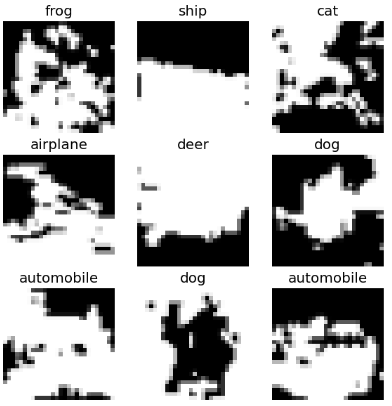 frog ship cat
airplane deer dog
automobile dog automobile